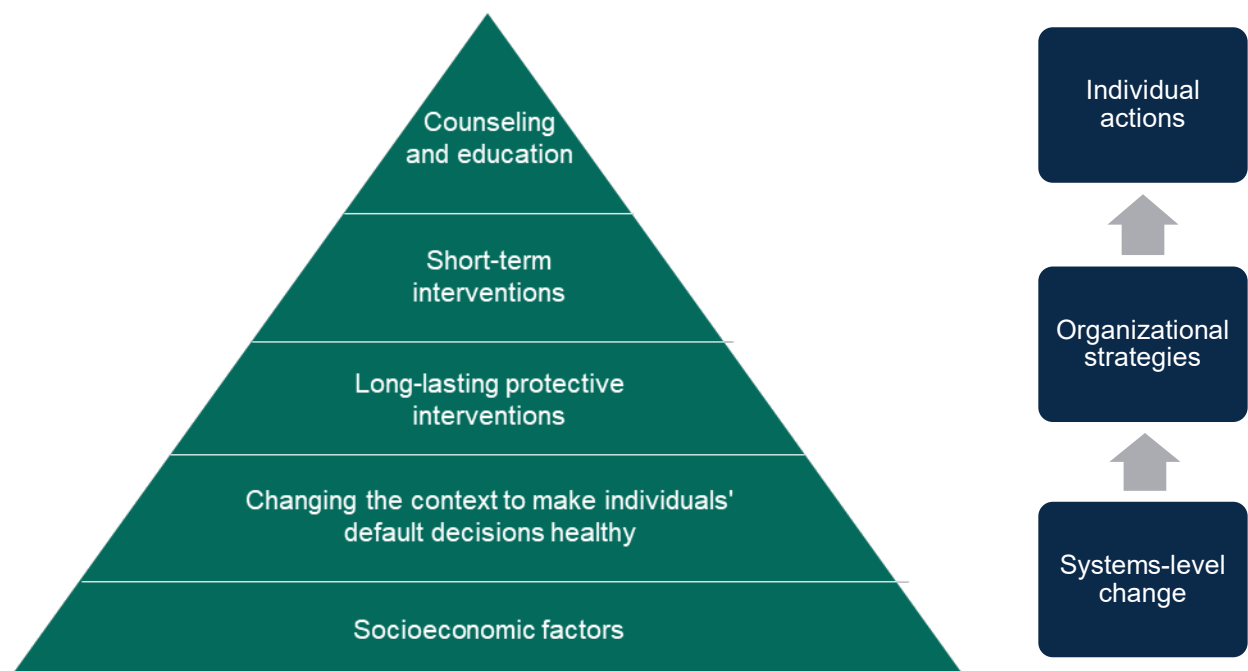 Counseling
and education
Short-term
interventions
Long-lasting protective
interventions
Changing the context to make individuals'
default decisions healthy
Socioeconomic factors
Individual
actions
Organizational
strategies
Systems-level
change